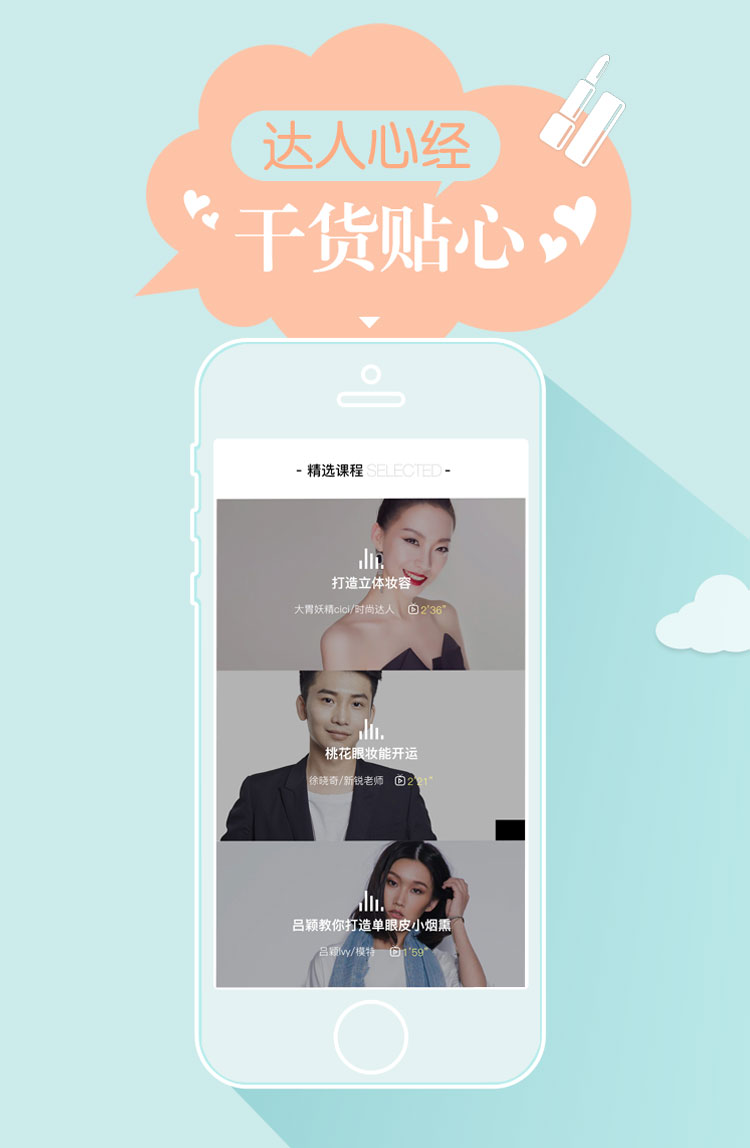 达人心经
干货贴心
- 精选课程 SELECTED -
打造立体妆容
大胃妖精cici/时尚达人 2'36"
桃花眼妆能开运
徐晓奇/新锐老师 2'21"
吕颖教你打造单眼皮小烟熏
吕颖Ivy/模特 1'59"